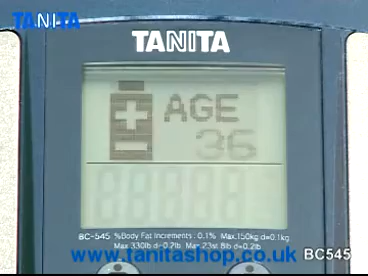 TANITA
TANITA
AGE
36
BC-545 %Body Fat Increments: 0.1% Max.150kg d=0.1kg
Max 330lb d=0.2lb Max 23st 8lb d=0.2lb
www.tanitashop.co.uk BC545